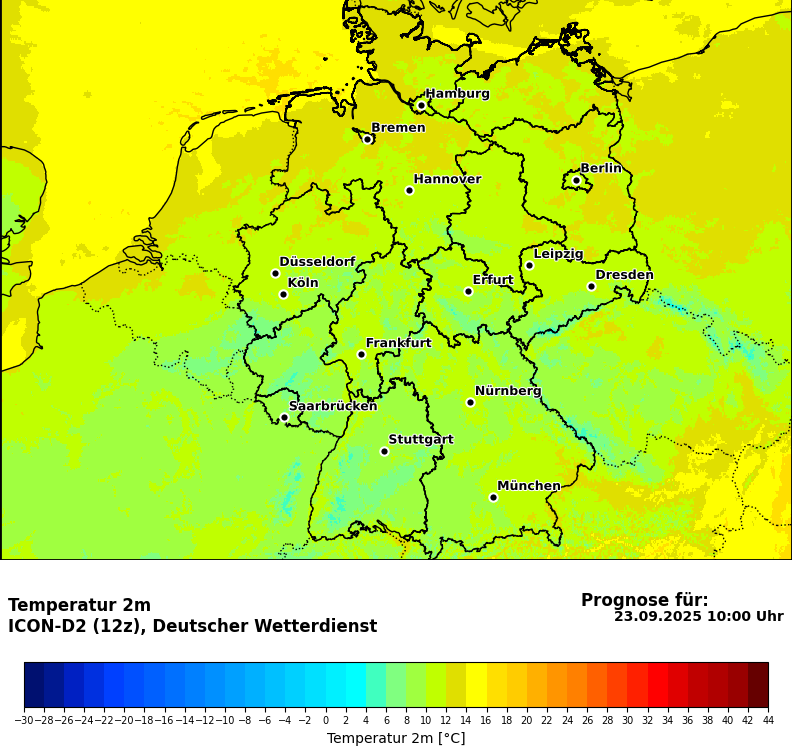 Hamburg
Bremen
Berlin
Hannover
Leipzig
Düsseldorf
Dresden
Erfurt
Köln
Frankfurt
Nürnberg
Saarbrücken
Stuttgart
München
Temperatur 2m
Prognose für:
ICON-D2 (12z), Deutscher Wetterdienst
23.09.2025 10:00 Uhr
−30 −28 −26 −24 −22 −20 −18 −16 −14 −12 −10 −8 −6 −4 −2 0 2 4 6 8 10 12 14 16 18 20 22 24 26 28 30 32 34 36 38 40 42 44
Temperatur 2m [°C]